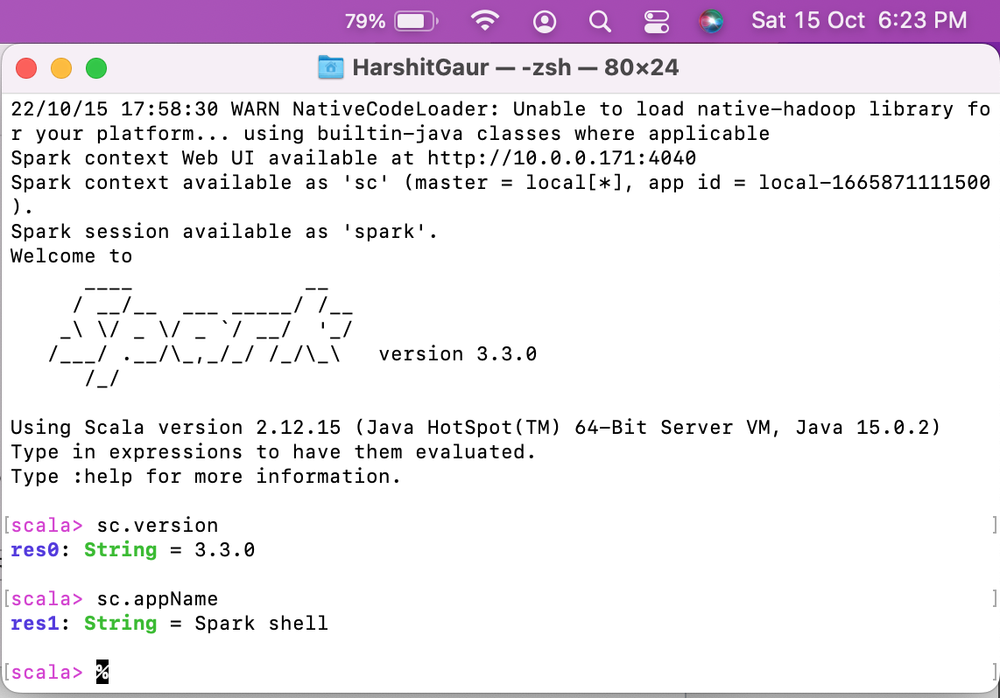 79% Sat 15 Oct 6:23 PM
HarshitGaur — -zsh — 80×24
22/10/15 17:58:30 WARN NativeCodeLoader: Unable to load native-hadoop library fo
r your platform... using builtin-java classes where applicable
Spark context Web UI available at http://10.0.0.171:4040
Spark context available as 'sc' (master = local[*], app id = local-1665871111500
).
Spark session available as 'spark'.
Welcome to
      ____              __
     / __/__  ___ _____/ /__
    _\ \/ _ \/ _ `/ __/  '_/
   /___/ .__/\_,_/_/ /_/\_\   version 3.3.0
      /_/
Using Scala version 2.12.15 (Java HotSpot(TM) 64-Bit Server VM, Java 15.0.2)
Type in expressions to have them evaluated.
Type :help for more information.
[scala> sc.version ]
res0: String = 3.3.0
[scala> sc.appName ]
res1: String = Spark shell
[scala> % ]